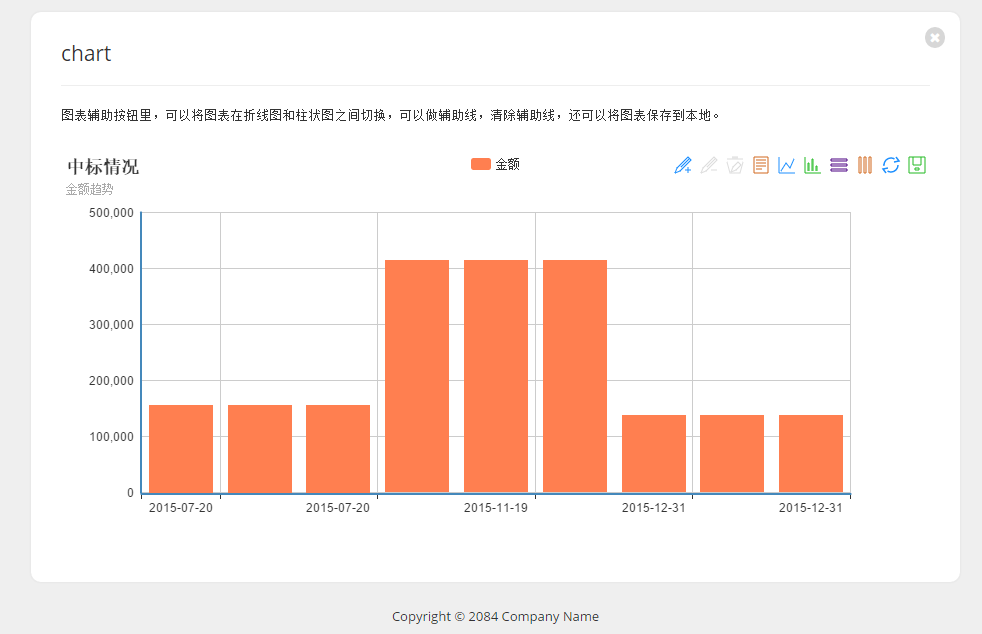 chart
图表辅助按钮里，可以将图表在折线图和柱状图之间切换，可以做辅助线，清除辅助线，还可以将图表保存到本地。
中标情况
金额
金额趋势
500,000
400,000
300,000
200,000
100,000
0
2015-07-20 2015-07-20 2015-11-19 2015-12-31 2015-12-31
Copyright © 2084 Company Name